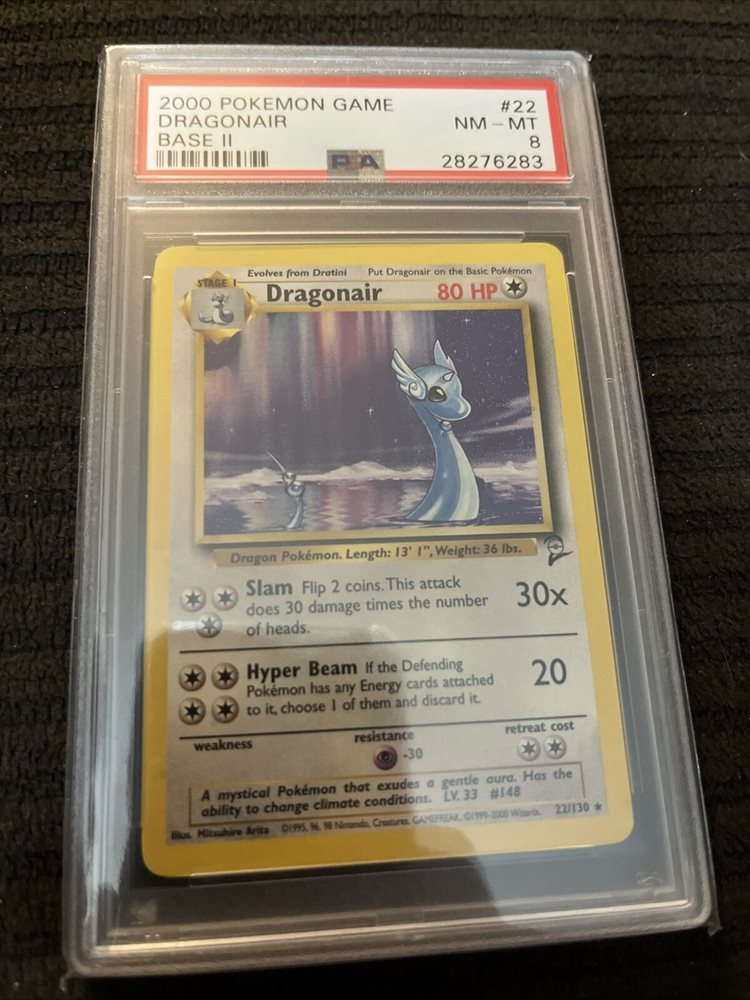 2000 POKEMON GAME #22
DRAGONAIR NM - MT
BASE II 8
PSA 28276283
Evolves from Dratini Put Dragonair on the Basic Pokémon
STAGE 1
Dragonair 80 HP
Dragon Pokémon. Length: 13' 1", Weight: 36 lbs.
Slam Flip 2 coins. This attack
does 30 damage times the number 30x
of heads.
Hyper Beam If the Defending
Pokémon has any Energy cards attached 20
to it, choose 1 of them and discard it.
weakness resistance retreat cost
-30
A mystical Pokémon that exudes a gentle aura. Has the
ability to change climate conditions. LV. 33 #148
Illus. Mitsuhiro Arita ©1995, 96, 98 Nintendo, Creatures, GAMEFREAK. ©1999-2000 Wizards. 22/130 ★